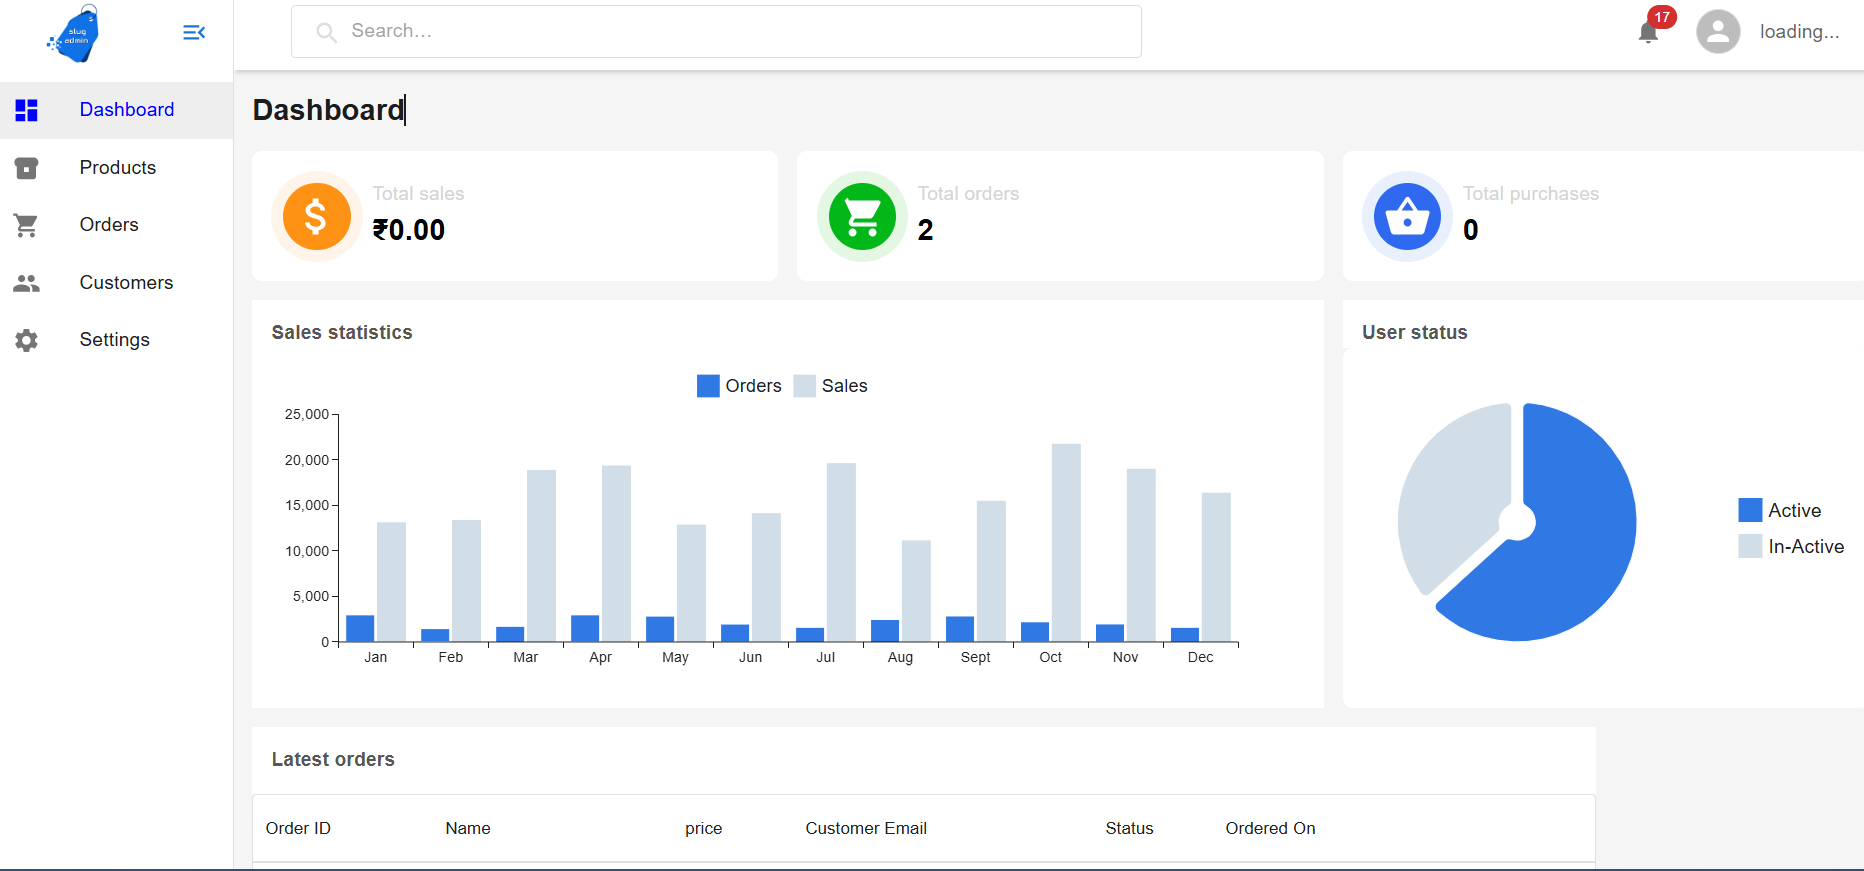 slug
admin
Search...
17
loading...
Dashboard
Products
Orders
Customers
Settings
Dashboard
Total sales
₹0.00
Total orders
2
Total purchases
0
Sales statistics
Orders
Sales
25,000
20,000
15,000
10,000
5,000
0
Jan Feb Mar Apr May Jun Jul Aug Sept Oct Nov Dec
User status
Active
In-Active
Latest orders
Order ID Name price Customer Email Status Ordered On